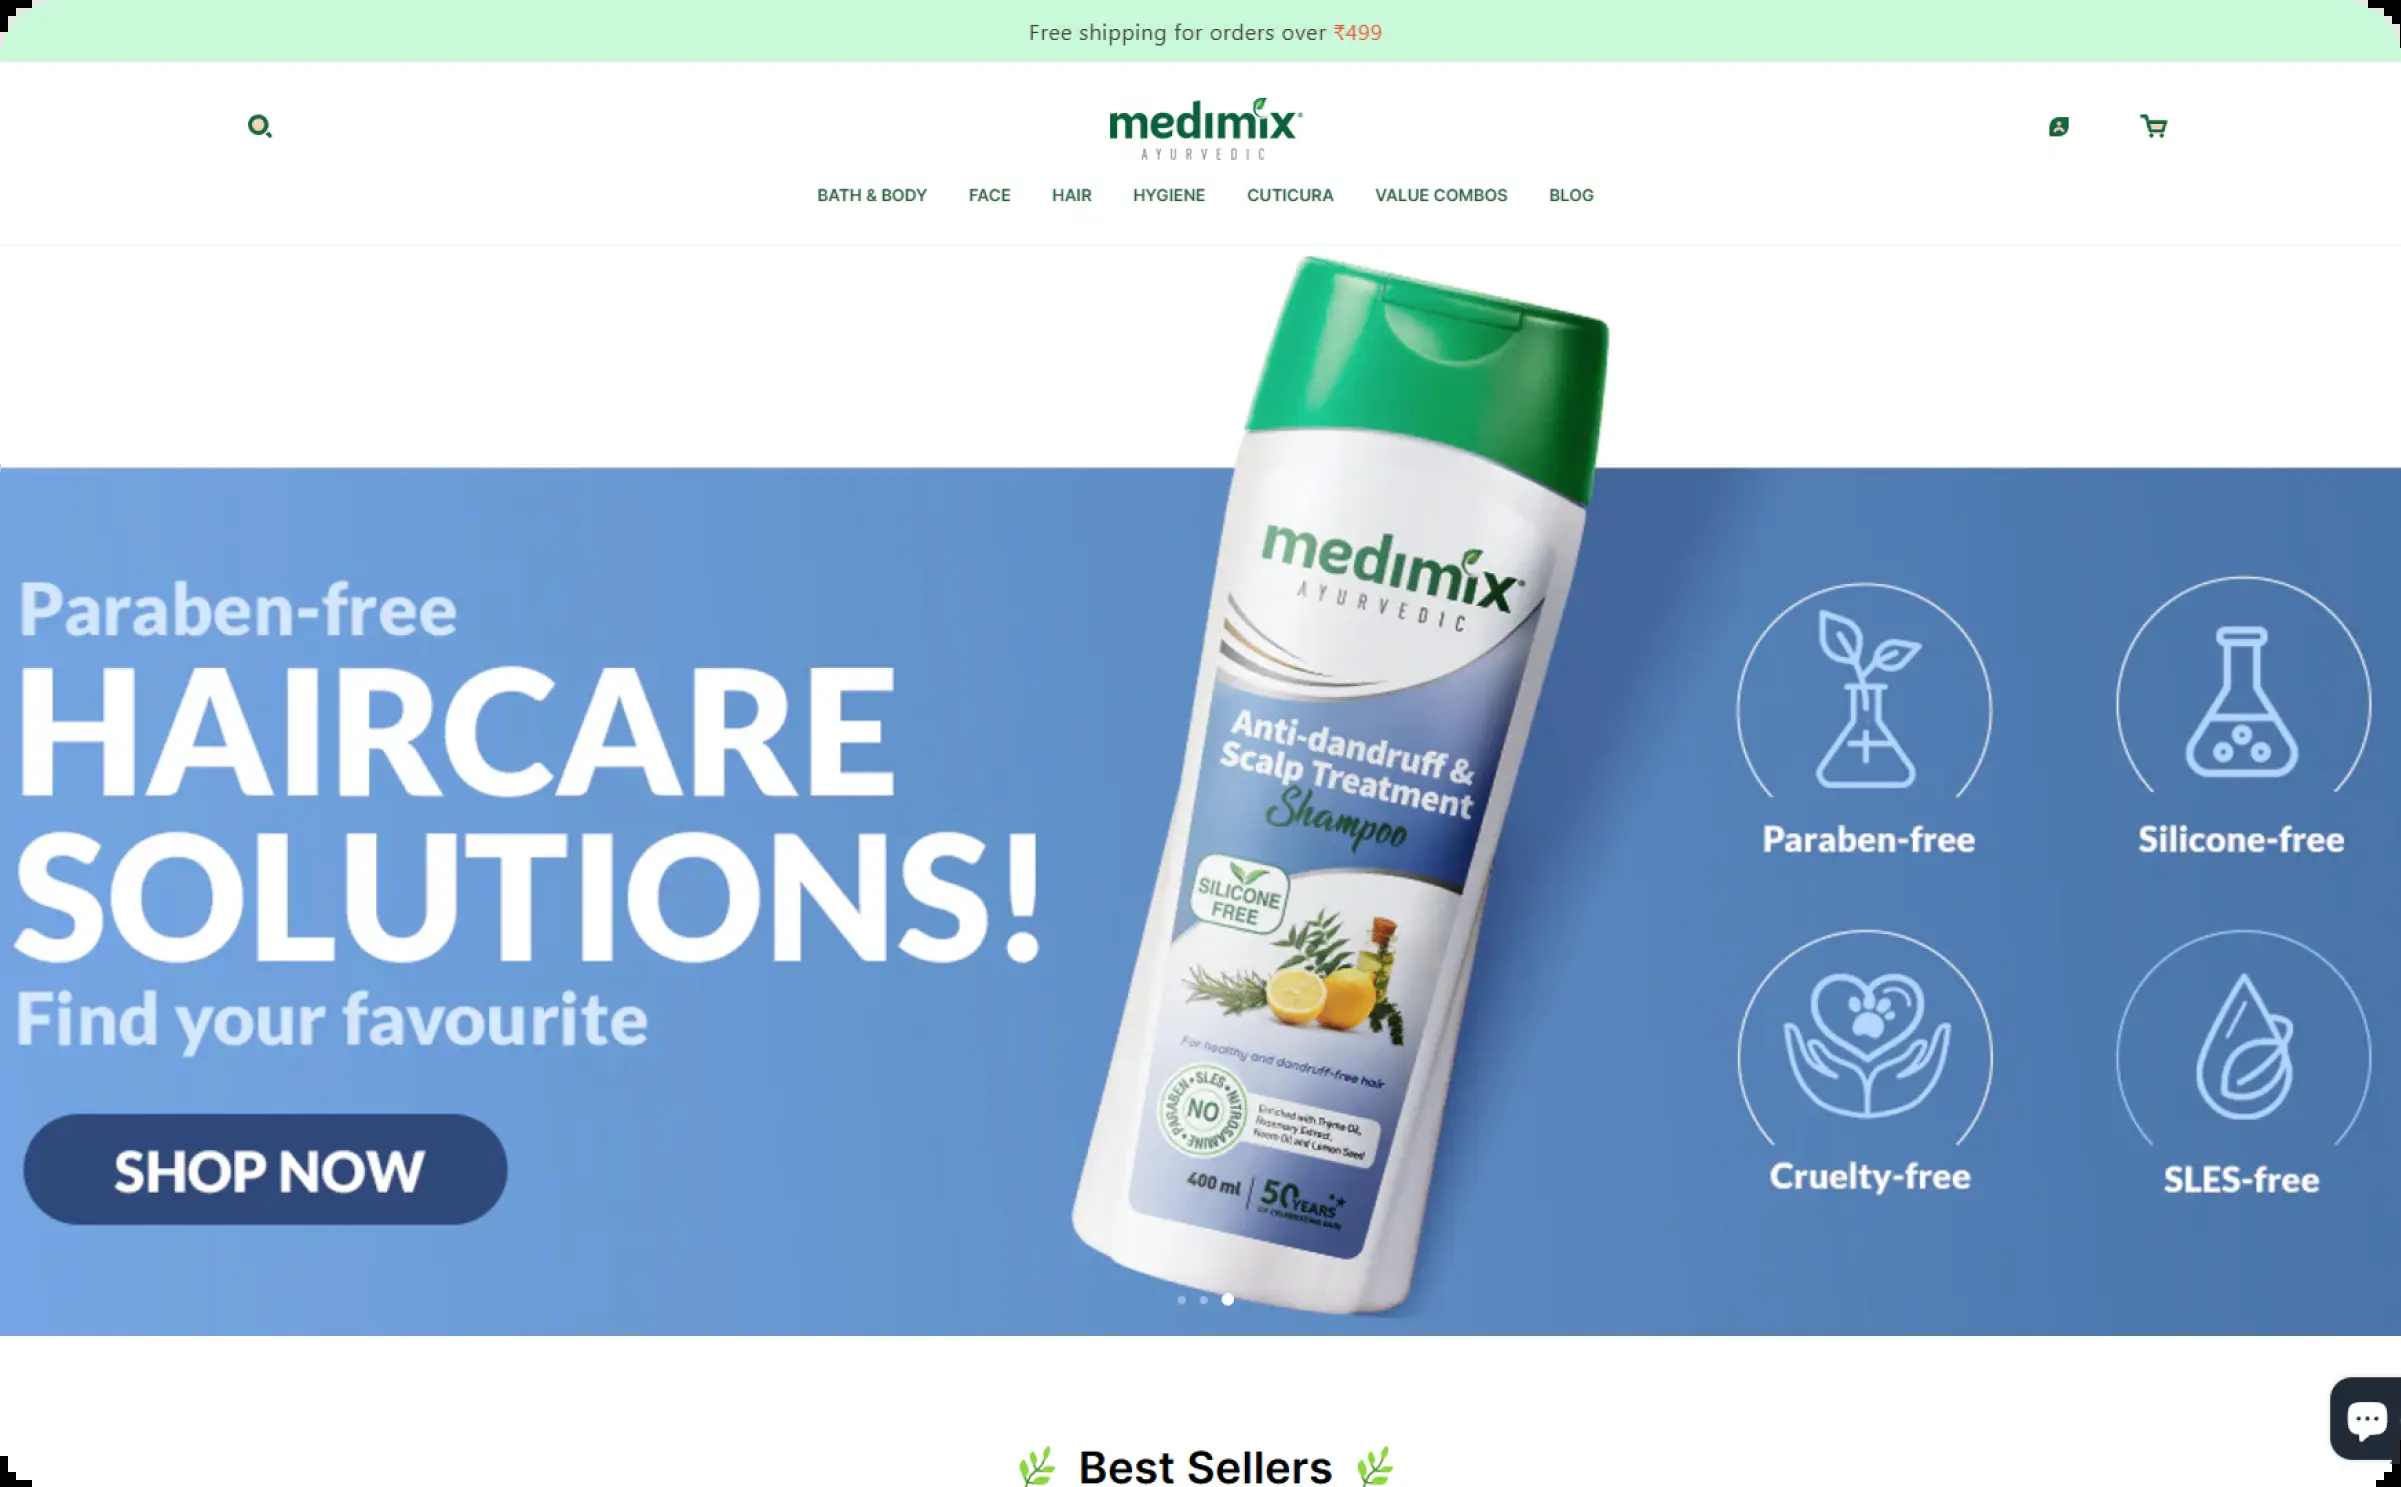 Free shipping for orders over ₹499
medimix
AYURVEDIC
BATH & BODY FACE HAIR HYGIENE CUTICURA VALUE COMBOS BLOG
Paraben-free
HAIRCARE
SOLUTIONS!
Find your favourite
SHOP NOW
medimix
AYURVEDIC
Anti-dandruff &
Scalp Treatment
Shampoo
SILICONE
FREE
For healthy and dandruff-free hair
NO
PARABEN • SLES • NITROSAMINE •
Enriched with Thyme Oil,
Rosemary Extract,
Neem Oil and Lemon Seed
400 ml
50 YEARS
Paraben-free
Silicone-free
Cruelty-free
SLES-free
Best Sellers